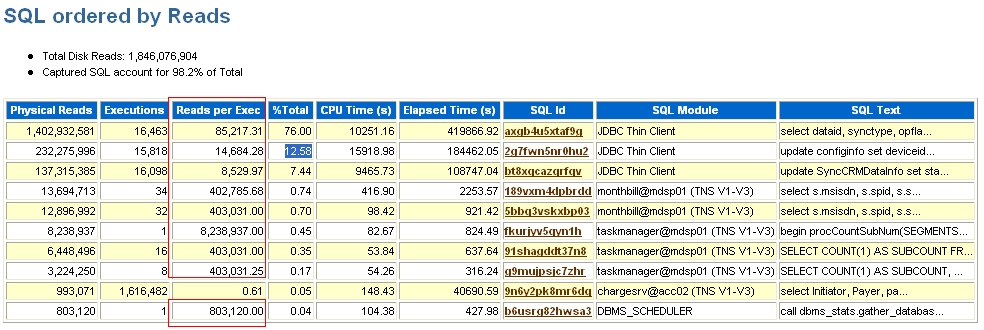 SQL ordered by Reads
Total Disk Reads: 1,846,076,904
Captured SQL account for 98.2% of Total
Physical Reads Executions Reads per Exec %Total CPU Time (s) Elapsed Time (s) SQL Id SQL Module SQL Text
1,402,932,581 16,463 85,217.31 76.00 10251.16 419866.92 axgb4u5xtaf9q JDBC Thin Client select dataid, synctype, opfla...
232,275,996 15,818 14,684.28 12.58 15918.98 184462.05 2g7fwn5nr0hu2 JDBC Thin Client update configinfo set deviceid...
137,315,385 16,098 8,529.97 7.44 9465.73 108747.04 bt8xqcazqrfqv JDBC Thin Client update SyncCRMDataInfo set sta...
13,694,713 34 402,785.68 0.74 416.90 2253.57 189vxm4dpbrdd monthbill@mdsp01 (TNS V1-V3) select s.msisdn, s.spid, s.s...
12,896,992 32 403,031.00 0.70 98.42 921.42 5bbq3vskxbp03 monthbill@mdsp01 (TNS V1-V3) select s.msisdn, s.spid, s.s...
8,238,937 1 8,238,937.00 0.45 82.67 824.49 fkurjyv5qyn1h taskmanager@mdsp01 (TNS V1-V3) begin procCountSubNum(SEGMENTS...
6,448,496 16 403,031.00 0.35 53.84 637.64 91shaqddt37n8 taskmanager@mdsp01 (TNS V1-V3) SELECT COUNT(1) AS SUBCOUNT FR...
3,224,250 8 403,031.25 0.17 54.26 316.24 g9mujpsjc7zhr taskmanager@mdsp01 (TNS V1-V3) SELECT COUNT(1) AS SUBCOUNT, ...
993,071 1,616,482 0.61 0.05 148.43 40690.59 9n6y2pk8mr6dq chargesrv@acc02 (TNS V1-V3) select Initiator, Payer, pa...
803,120 1 803,120.00 0.04 104.38 427.98 b6usrg82hwsa3 DBMS_SCHEDULER call dbms_stats.gather_databas...